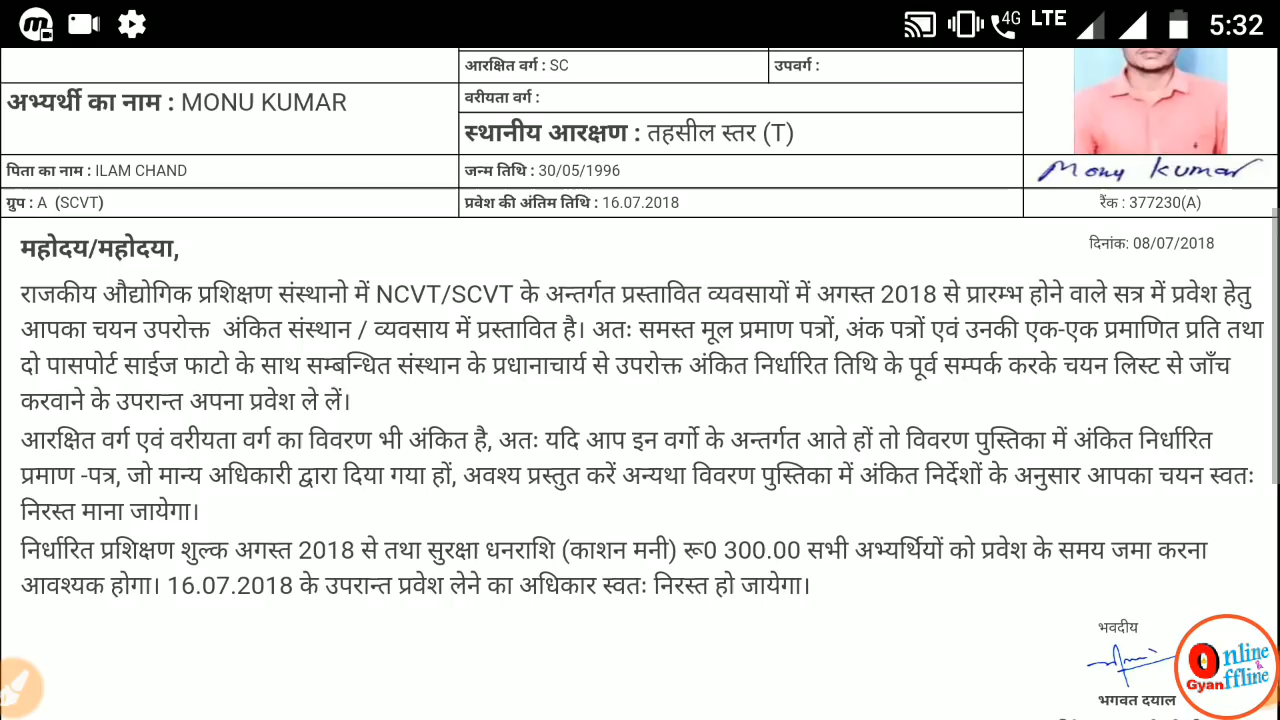 4G LTE 5:32
आरक्षित वर्ग : SC
उपवर्ग :
अभ्यर्थी का नाम : MONU KUMAR
वरीयता वर्ग :
स्थानीय आरक्षण : तहसील स्तर (T)
पिता का नाम : ILAM CHAND
जन्म तिथि : 30/05/1996
Monu Kumar
ग्रुप : A (SCVT)
प्रवेश की अंतिम तिथि : 16.07.2018
रैंक : 377230(A)
महोदय/महोदया,
दिनांक: 08/07/2018
राजकीय औद्योगिक प्रशिक्षण संस्थानो में NCVT/SCVT के अन्तर्गत प्रस्तावित व्यवसायों में अगस्त 2018 से प्रारम्भ होने वाले सत्र में प्रवेश हेतु
आपका चयन उपरोक्त अंकित संस्थान / व्यवसाय में प्रस्तावित है। अतः समस्त मूल प्रमाण पत्रों, अंक पत्रों एवं उनकी एक-एक प्रमाणित प्रति तथा
दो पासपोर्ट साईज फाटो के साथ सम्बन्धित संस्थान के प्रधानाचार्य से उपरोक्त अंकित निर्धारित तिथि के पूर्व सम्पर्क करके चयन लिस्ट से जाँच
करवाने के उपरान्त अपना प्रवेश ले लें।
आरक्षित वर्ग एवं वरीयता वर्ग का विवरण भी अंकित है, अतः यदि आप इन वर्गो के अन्तर्गत आते हों तो विवरण पुस्तिका में अंकित निर्धारित
प्रमाण -पत्र, जो मान्य अधिकारी द्वारा दिया गया हों, अवश्य प्रस्तुत करें अन्यथा विवरण पुस्तिका में अंकित निर्देशों के अनुसार आपका चयन स्वतः
निरस्त माना जायेगा।
निर्धारित प्रशिक्षण शुल्क अगस्त 2018 से तथा सुरक्षा धनराशि (काशन मनी) रू0 300.00 सभी अभ्यर्थियों को प्रवेश के समय जमा करना
आवश्यक होगा। 16.07.2018 के उपरान्त प्रवेश लेने का अधिकार स्वतः निरस्त हो जायेगा।
भवदीय
भगवत दयाल
Online & Offline Gyan